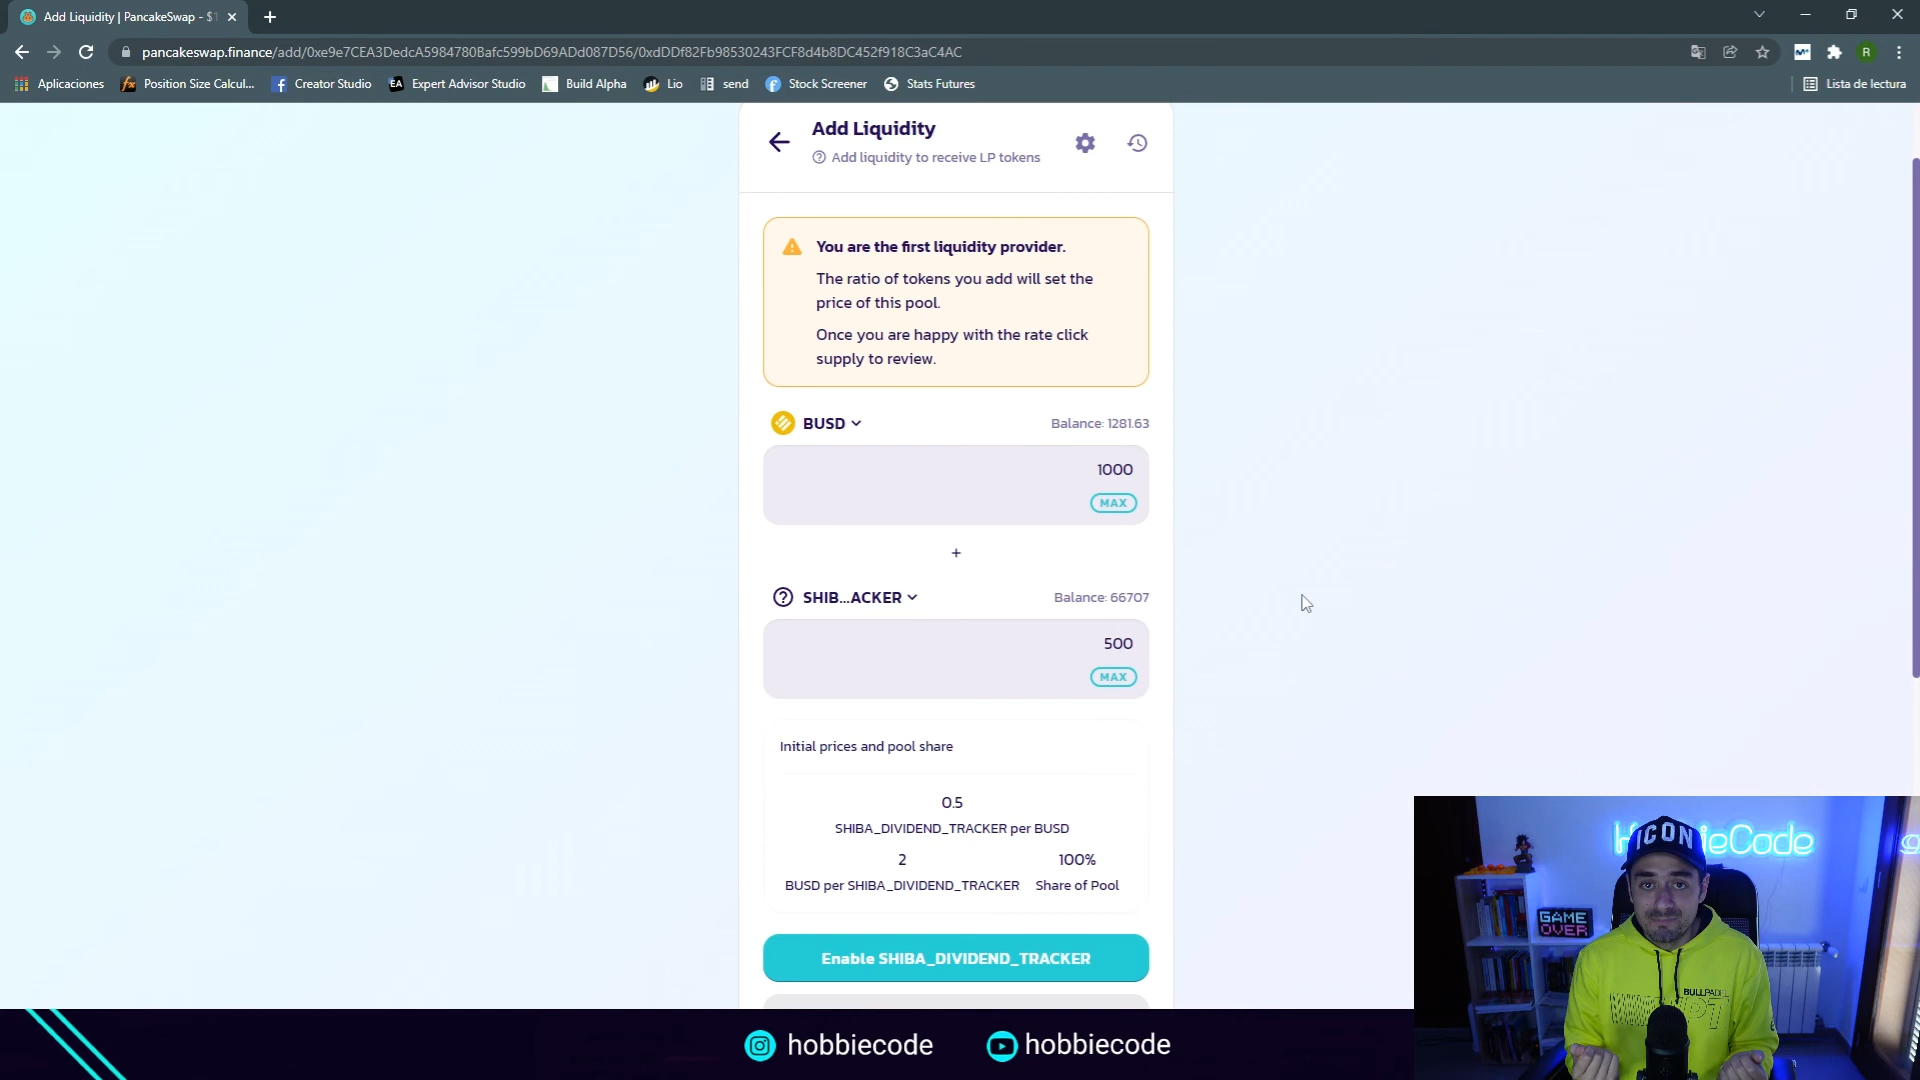 Add Liquidity | PancakeSwap - $1
pancakeswap.finance/add/0xe9e7CEA3DedcA5984780Bafc599bD69ADd087D56/0xdDDf82Fb98530243FCF8d4b8DC452f918C3aC4AC
R
Aplicaciones
Position Size Calcul...
Creator Studio
EA
Expert Advisor Studio
Build Alpha
Lio
send
Stock Screener
Stats Futures
Lista de lectura
Add Liquidity
Add liquidity to receive LP tokens
You are the first liquidity provider.
The ratio of tokens you add will set the
price of this pool.
Once you are happy with the rate click
supply to review.
BUSD
Balance: 1281.63
1000
MAX
+
SHIB...ACKER
Balance: 66707
500
MAX
Initial prices and pool share
0.5
SHIBA_DIVIDEND_TRACKER per BUSD
2
100%
BUSD per SHIBA_DIVIDEND_TRACKER
Share of Pool
Enable SHIBA_DIVIDEND_TRACKER
ICON
ieCode
GAME
OVER
BULLPADEL
hobbiecode
hobbiecode